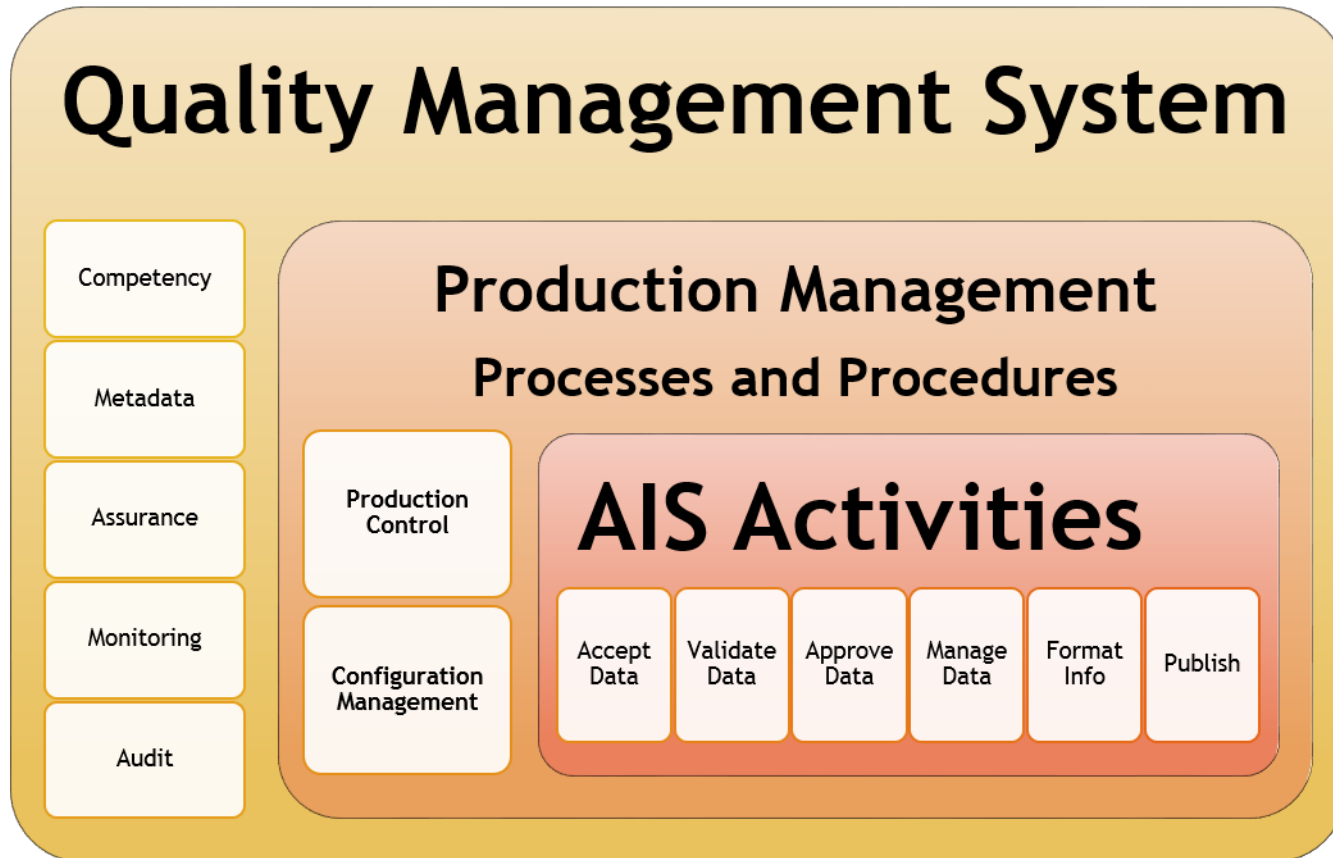 Quality Management System
Competency
Metadata
Assurance
Monitoring
Audit
Production Management
Processes and Procedures
Production
Control
Configuration
Management
AIS Activities
Accept
Data
Validate
Data
Approve
Data
Manage
Data
Format
Info
Publish